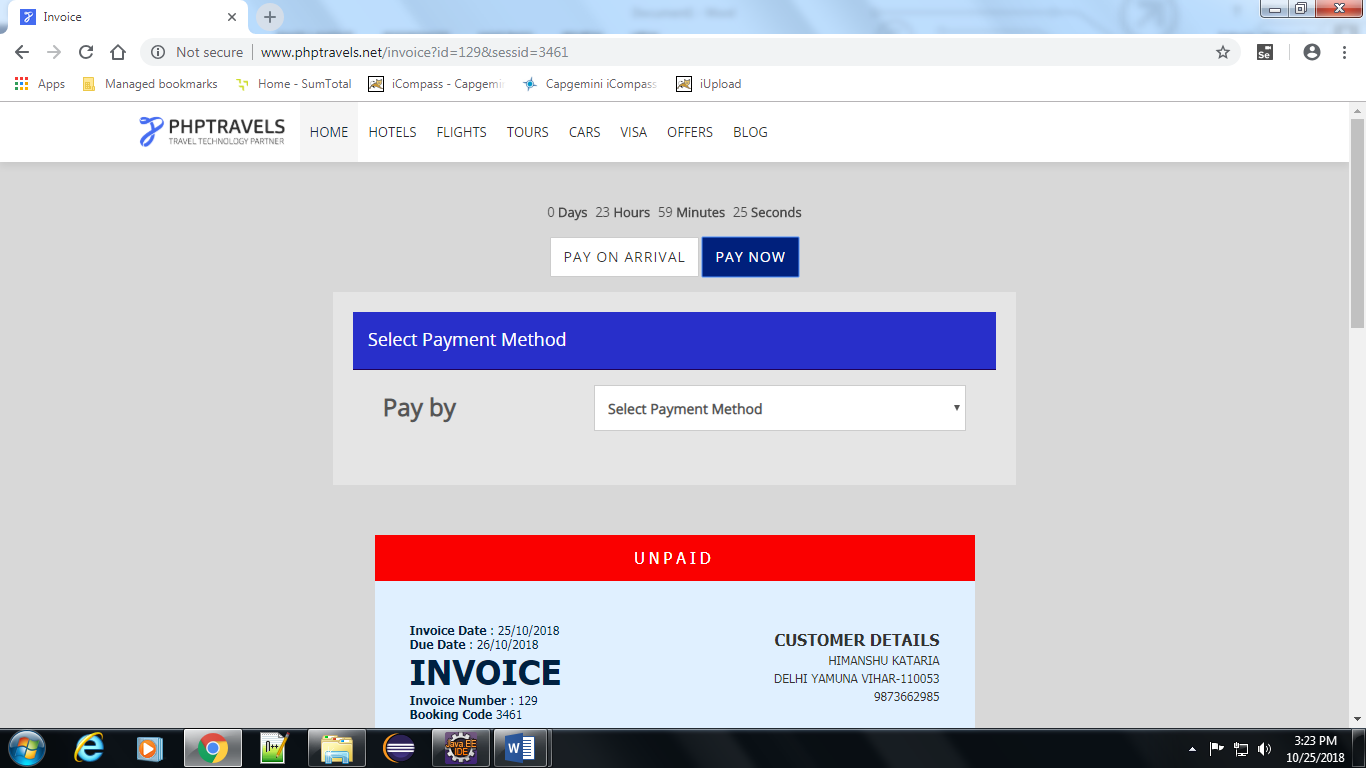 Invoice
Not secure | www.phptravels.net/invoice?id=129&sessid=3461
Apps Managed bookmarks Home - SumTotal iCompass - Capgemin Capgemini iCompass iUpload
PHPTRAVELS
TRAVEL TECHNOLOGY PARTNER
HOME HOTELS FLIGHTS TOURS CARS VISA OFFERS BLOG
0 Days 23 Hours 59 Minutes 25 Seconds
PAY ON ARRIVAL PAY NOW
Select Payment Method
Pay by Select Payment Method
UNPAID
Invoice Date : 25/10/2018
Due Date : 26/10/2018
INVOICE
Invoice Number : 129
Booking Code 3461
CUSTOMER DETAILS
HIMANSHU KATARIA
DELHI YAMUNA VIHAR-110053
9873662985
Java EE
IDE
3:23 PM
10/25/2018